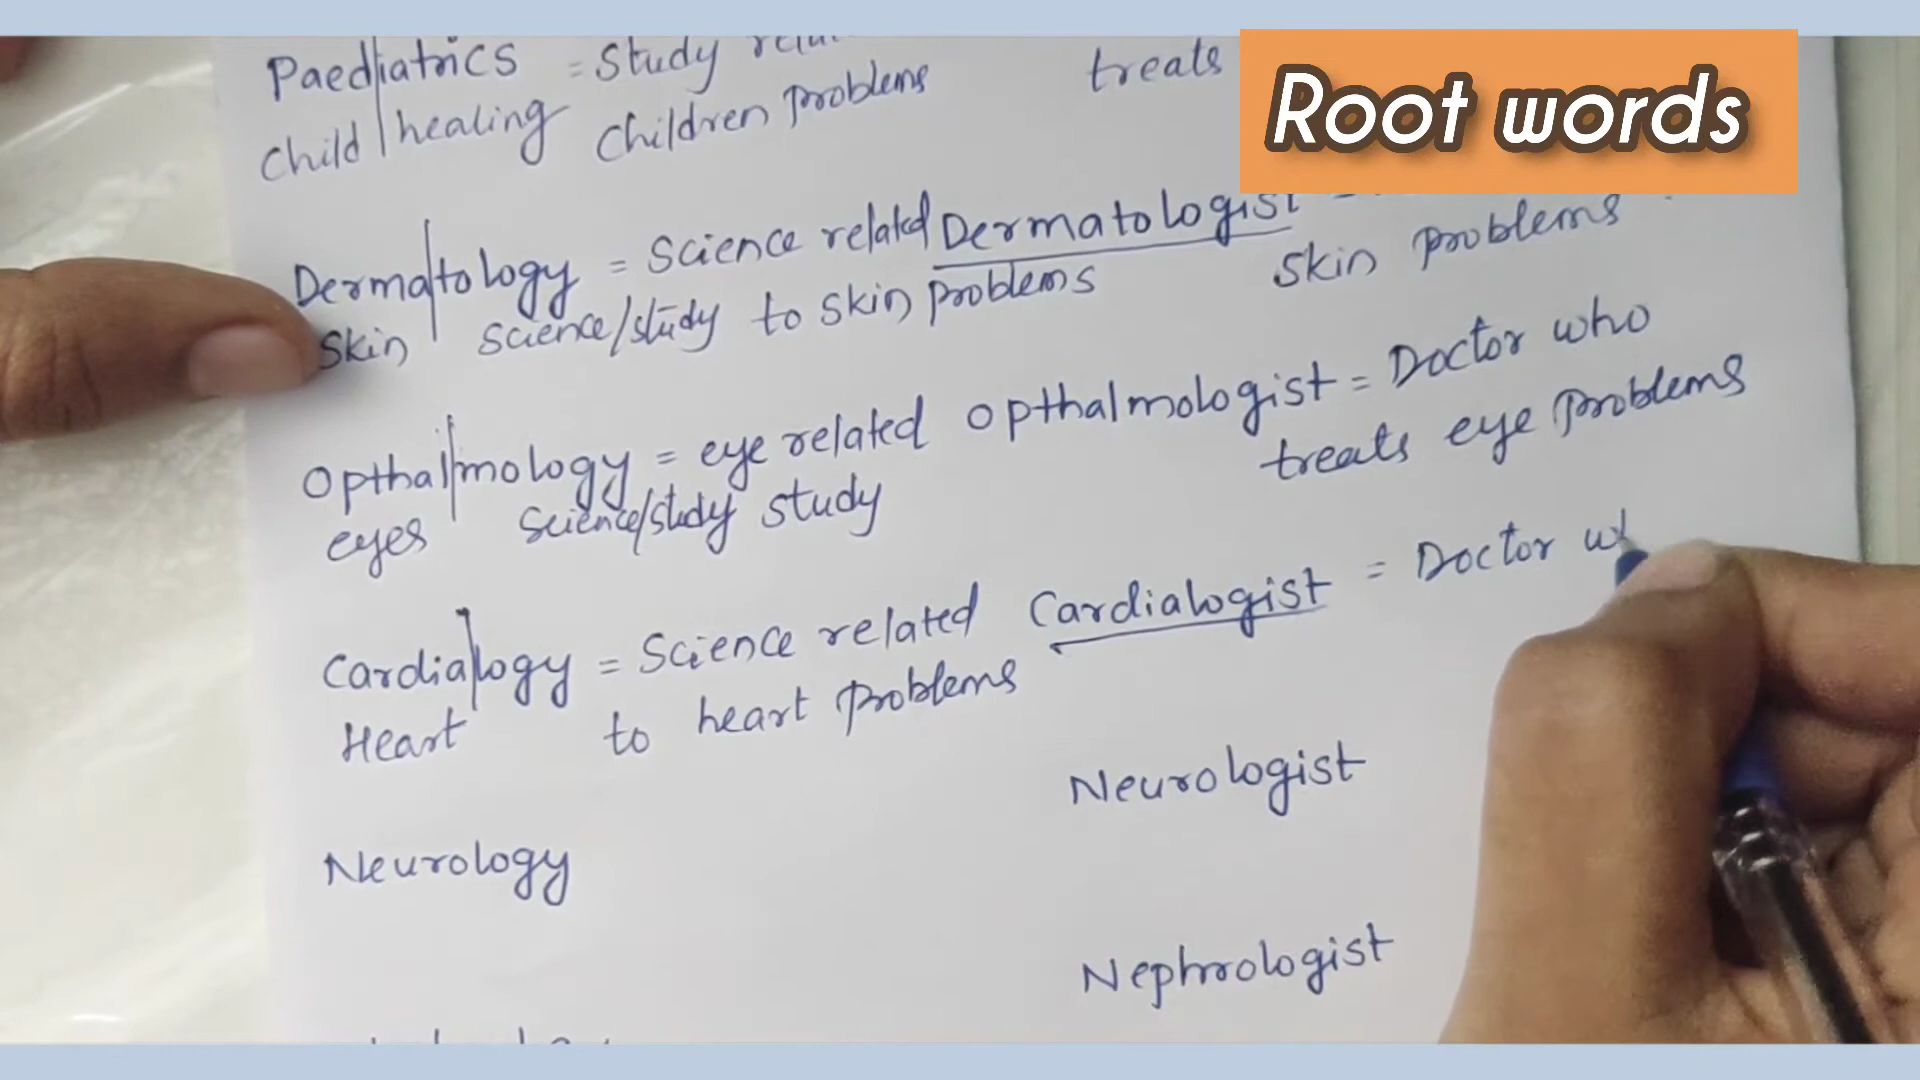 Root words
Paediatrics = Study
treats
Child healing Children problems
Dermatology = Science related Dermatologist
Skin science/study to skin problems
skin problems
Opthalmology = eye related Opthalmologist = Doctor who
eyes science/study study
treats eye problems
Cardialogy = Science related Cardialogist = Doctor wh
Heart to heart problems
Neurologist
Neurology
Nephrologist